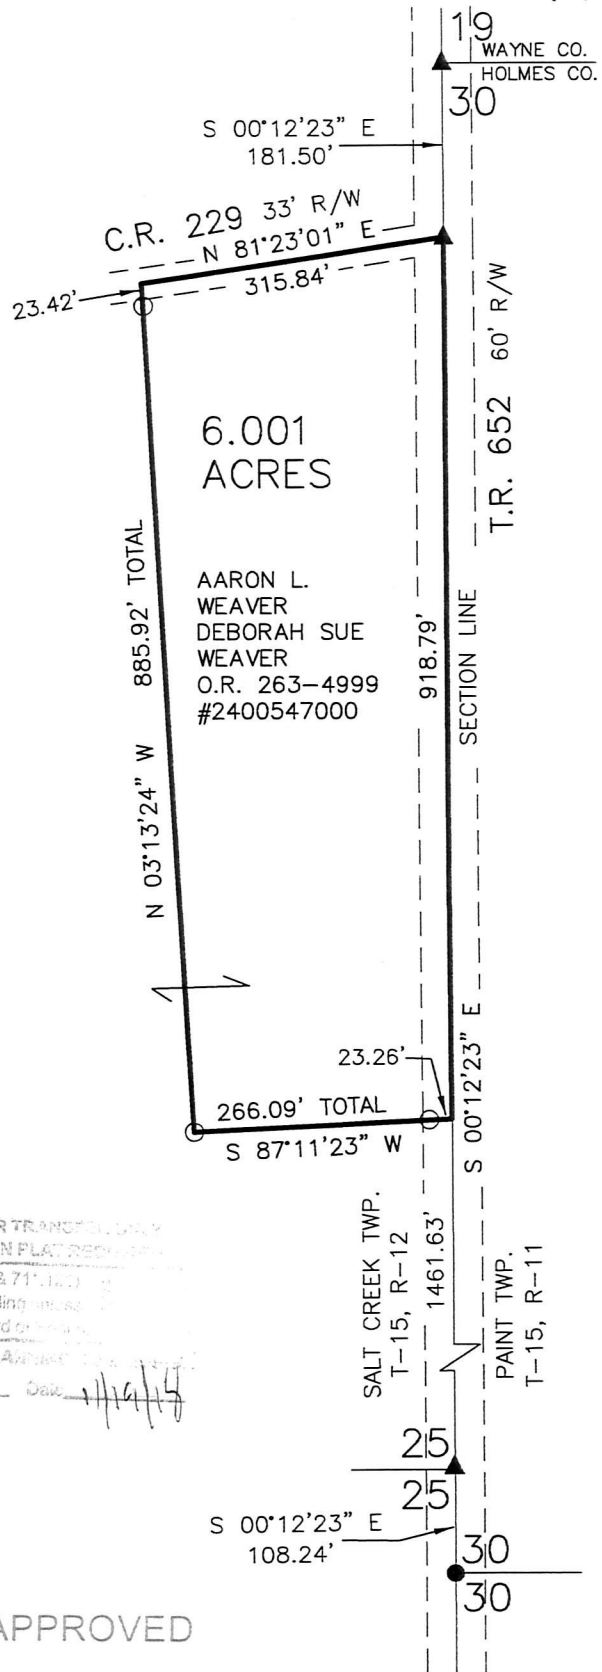 19
WAYNE CO.
HOLMES CO.
30
S 00°12'23" E
181.50'
C.R. 229 33' R/W
N 81°23'01" E
315.84'
23.42'
T.R. 652 60' R/W
6.001
ACRES
AARON L.
WEAVER
DEBORAH SUE
WEAVER
O.R. 263-4999
#2400547000
N 03°13'24" W 885.92' TOTAL
918.79'
SECTION LINE
23.26'
S 00°12'23" E
266.09' TOTAL
S 87°11'23" W
SALT CREEK TWP.
T-15, R-12
1461.63'
PAINT TWP.
T-15, R-11
N PLAT
& 711.
Date
25
25
S 00°12'23" E
108.24'
30
30
APPROVED